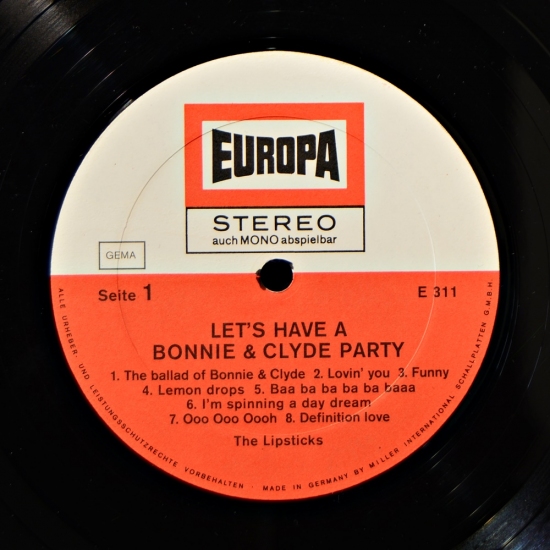 EUROPA
STEREO
auch MONO abspielbar
GEMA
Seite 1
E 311
LET'S HAVE A
BONNIE & CLYDE PARTY
1. The ballad of Bonnie & Clyde 2. Lovin' you 3. Funny
4. Lemon drops 5. Baa ba ba ba ba baaa
6. I'm spinning a day dream
7. Ooo Ooo Oooh 8. Definition love
The Lipsticks
ALLE URHEBER- UND LEISTUNGSSCHUTZRECHTE VORBEHALTEN · MADE IN GERMANY BY MILLER INTERNATIONAL SCHALLPLATTEN G.M.B.H.